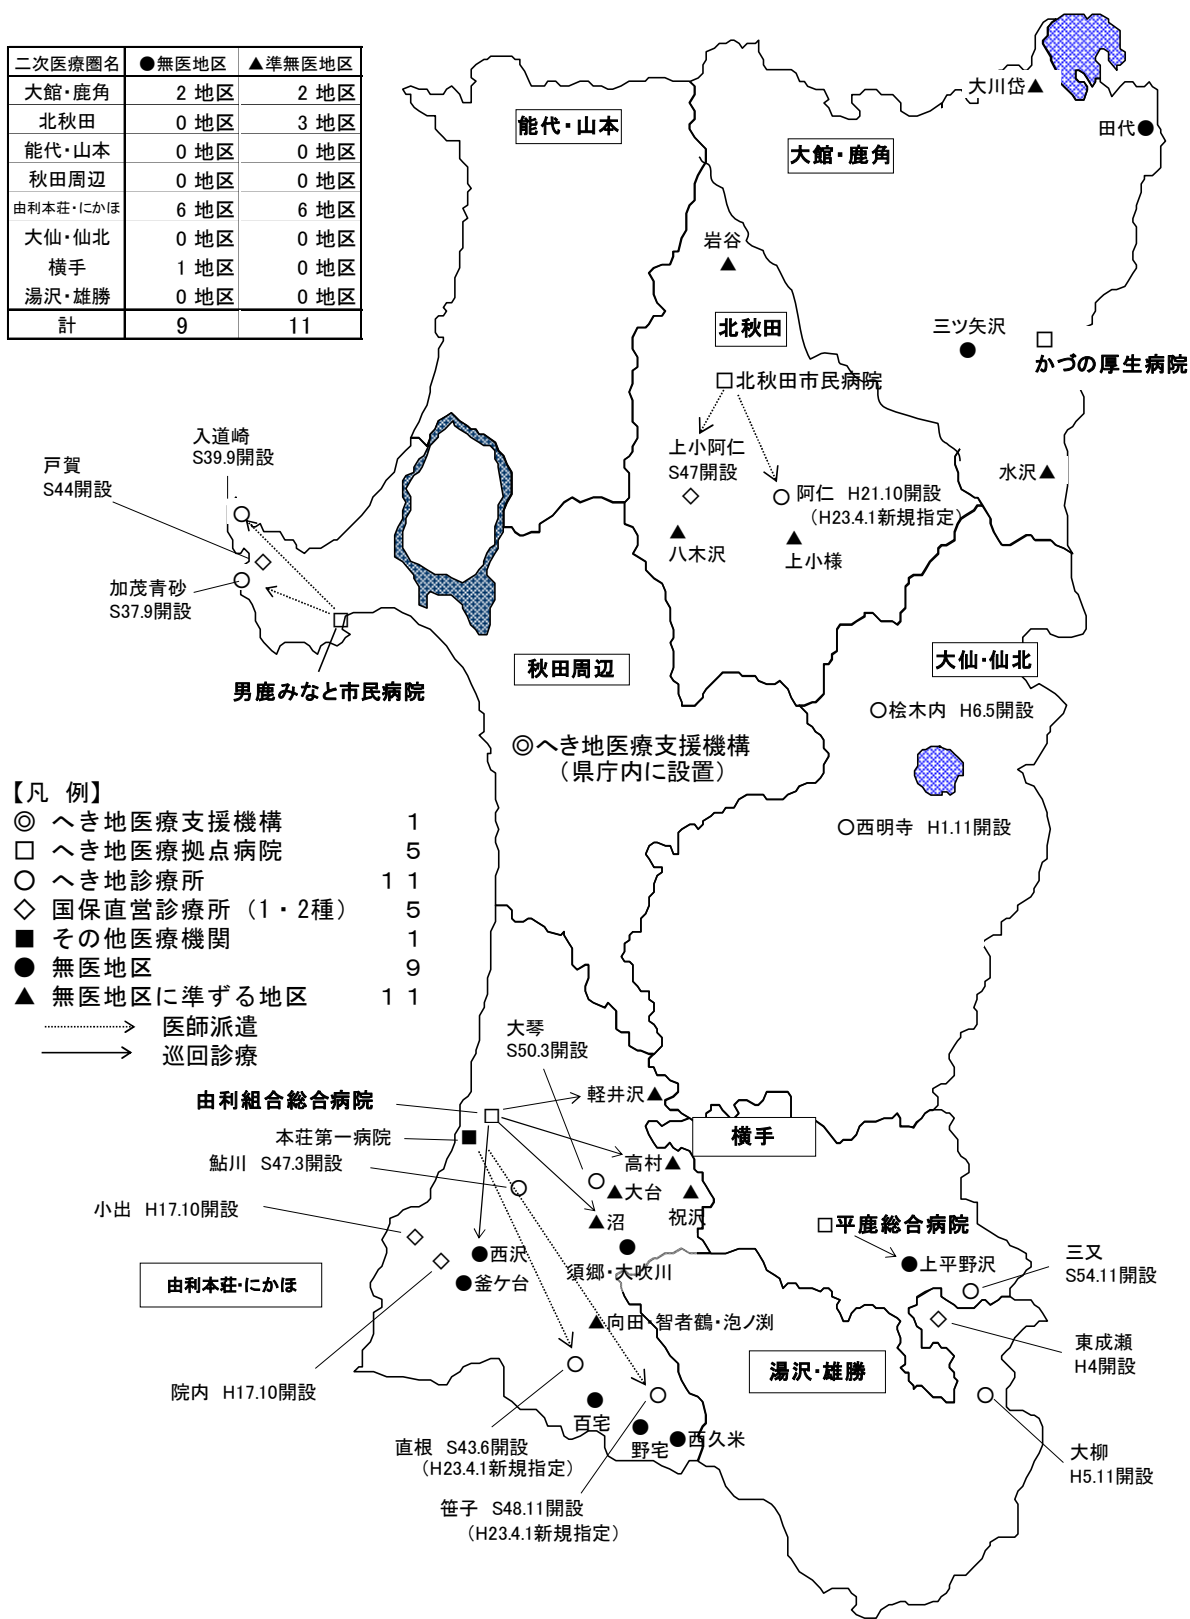 二次医療圏名 ●無医地区 ▲準無医地区
大館・鹿角 2 地区 2 地区
北秋田 0 地区 3 地区
能代・山本 0 地区 0 地区
秋田周辺 0 地区 0 地区
由利本荘・にかほ 6 地区 6 地区
大仙・仙北 0 地区 0 地区
横手 1 地区 0 地区
湯沢・雄勝 0 地区 0 地区
計 9 11
大川岱▲
田代●
能代・山本
大館・鹿角
岩谷
▲
北秋田
三ツ矢沢
●
□
かづの厚生病院
□北秋田市民病院
上小阿仁
S47開設
◇
○ 阿仁 H21.10開設
（H23.4.1新規指定）
水沢▲
▲
八木沢
▲
上小様
入道崎
S39.9開設
戸賀
S44開設
加茂青砂
S37.9開設
男鹿みなと市民病院
秋田周辺
大仙・仙北
○桧木内 H6.5開設
◎へき地医療支援機構
（県庁内に設置）
○西明寺 H1.11開設
【凡 例】
◎ へき地医療支援機構 1
□ へき地医療拠点病院 5
○ へき地診療所 11
◇ 国保直営診療所（1・2種） 5
■ その他医療機関 1
● 無医地区 9
▲ 無医地区に準ずる地区 11
医師派遣
巡回診療
大琴
S50.3開設
軽井沢▲
由利組合総合病院
本荘第一病院
横手
鮎川 S47.3開設
高村▲
▲大台
祝沢
小出 H17.10開設
▲沼
□平鹿総合病院
●西沢
須郷・大吹川
●上平野沢
三又
S54.11開設
由利本荘・にかほ
●釜ケ台
▲向田・智者鶴・泡ノ渕
東成瀬
H4開設
湯沢・雄勝
院内 H17.10開設
百宅
野宅
●西久米
直根 S43.6開設
（H23.4.1新規指定）
大柳
H5.11開設
笹子 S48.11開設
（H23.4.1新規指定）